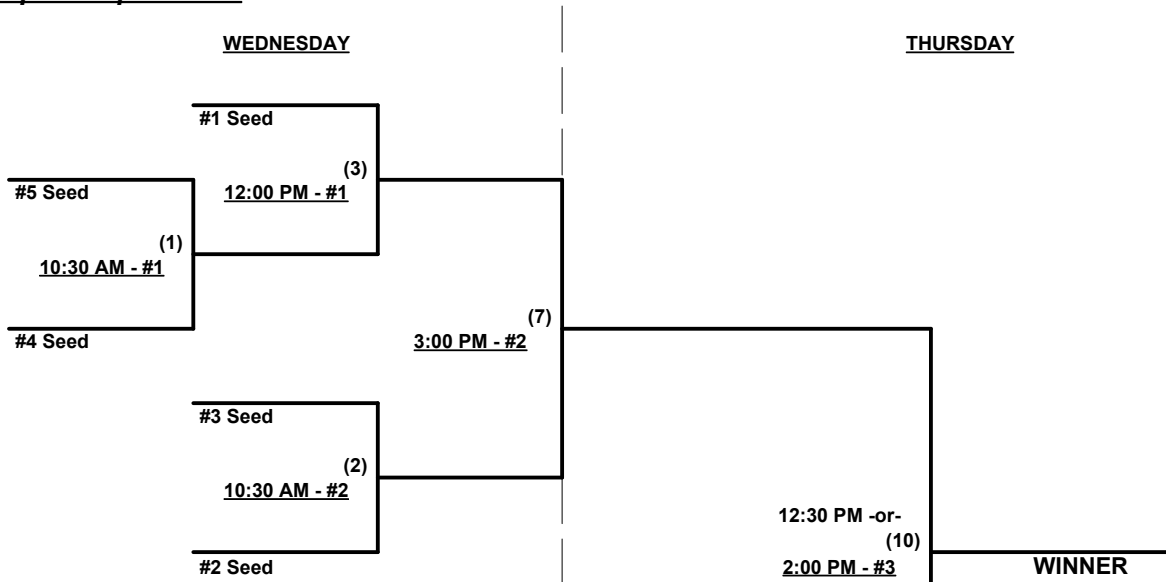 WEDNESDAY
THURSDAY
#1 Seed
(3)
12:00 PM - #1
#5 Seed
(1)
10:30 AM - #1
#4 Seed
(7)
3:00 PM - #2
#3 Seed
(2)
10:30 AM - #2
#2 Seed
12:30 PM -or-
(10)
2:00 PM - #3
WINNER